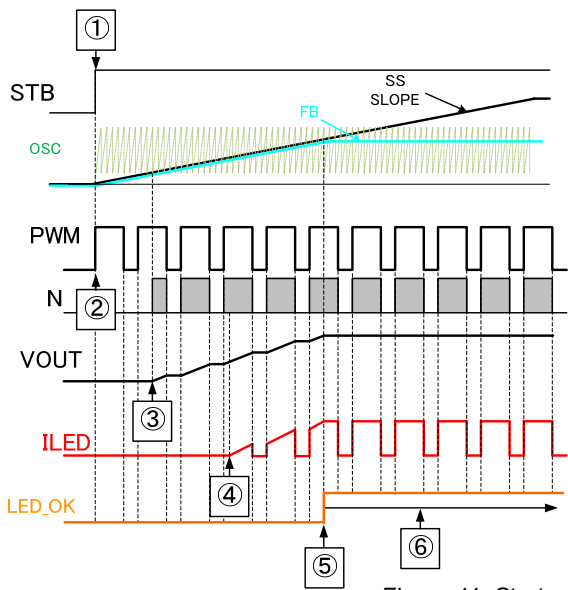 ①
STB
SS
SLOPE
FB
OSC
PWM
②
N
VOUT
③
ILED
④
LED_OK
⑤
⑥